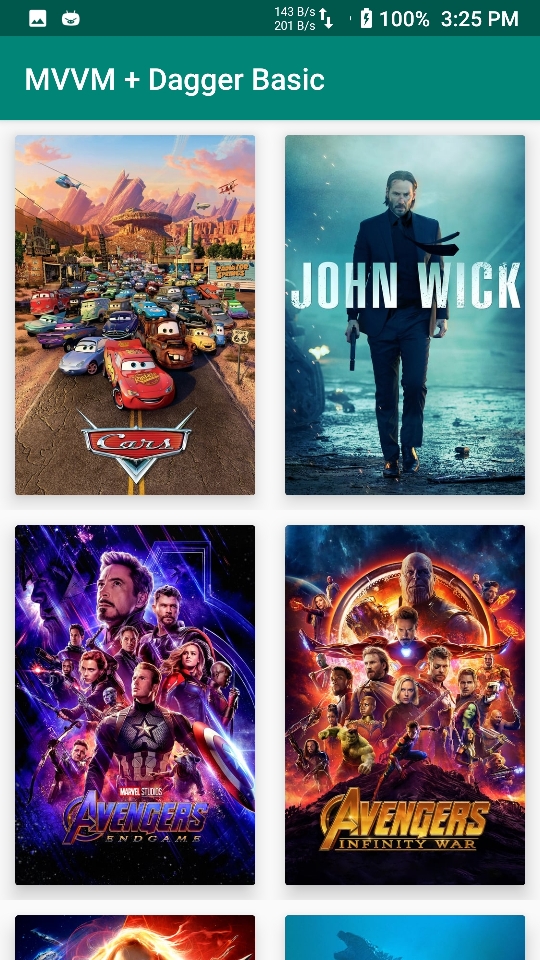 143 B/s
201 B/s
100% 3:25 PM
MVVM + Dagger Basic
Cars
66
JOHN WICK
MARVEL STUDIOS
AVENGERS
ENDGAME
AVENGERS
INFINITY WAR